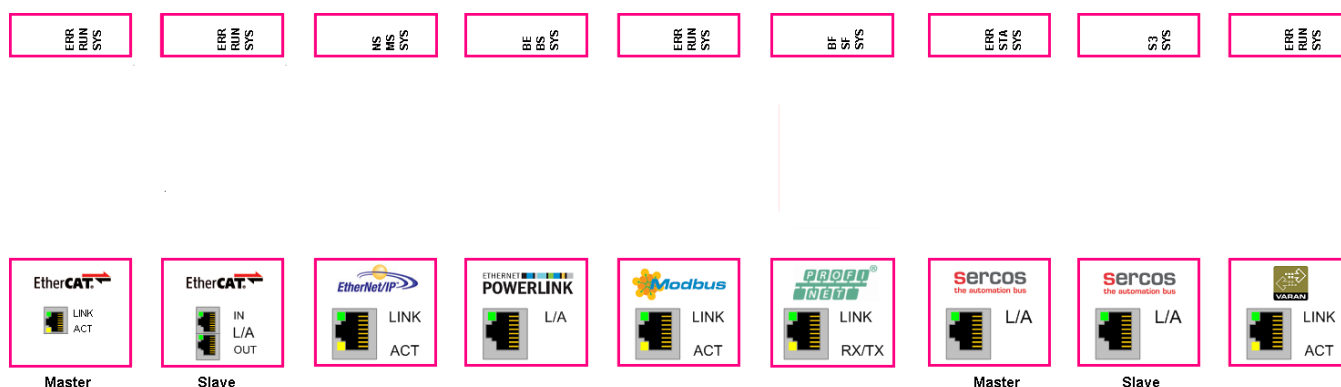 ERR
RUN
SYS
ERR
RUN
SYS
NS
MS
SYS
BE
BS
SYS
ERR
RUN
SYS
BF
SF
SYS
ERR
STA
SYS
S3
SYS
ERR
RUN
SYS
EtherCAT.
LINK
ACT
Master
EtherCAT.
IN
L/A
OUT
Slave
EtherNet/IP
LINK
ACT
ETHERNET
POWERLINK
L/A
Modbus
LINK
ACT
PROFI
NET
LINK
RX/TX
sercos
the automation bus
L/A
Master
sercos
the automation bus
L/A
Slave
VARAN
LINK
ACT